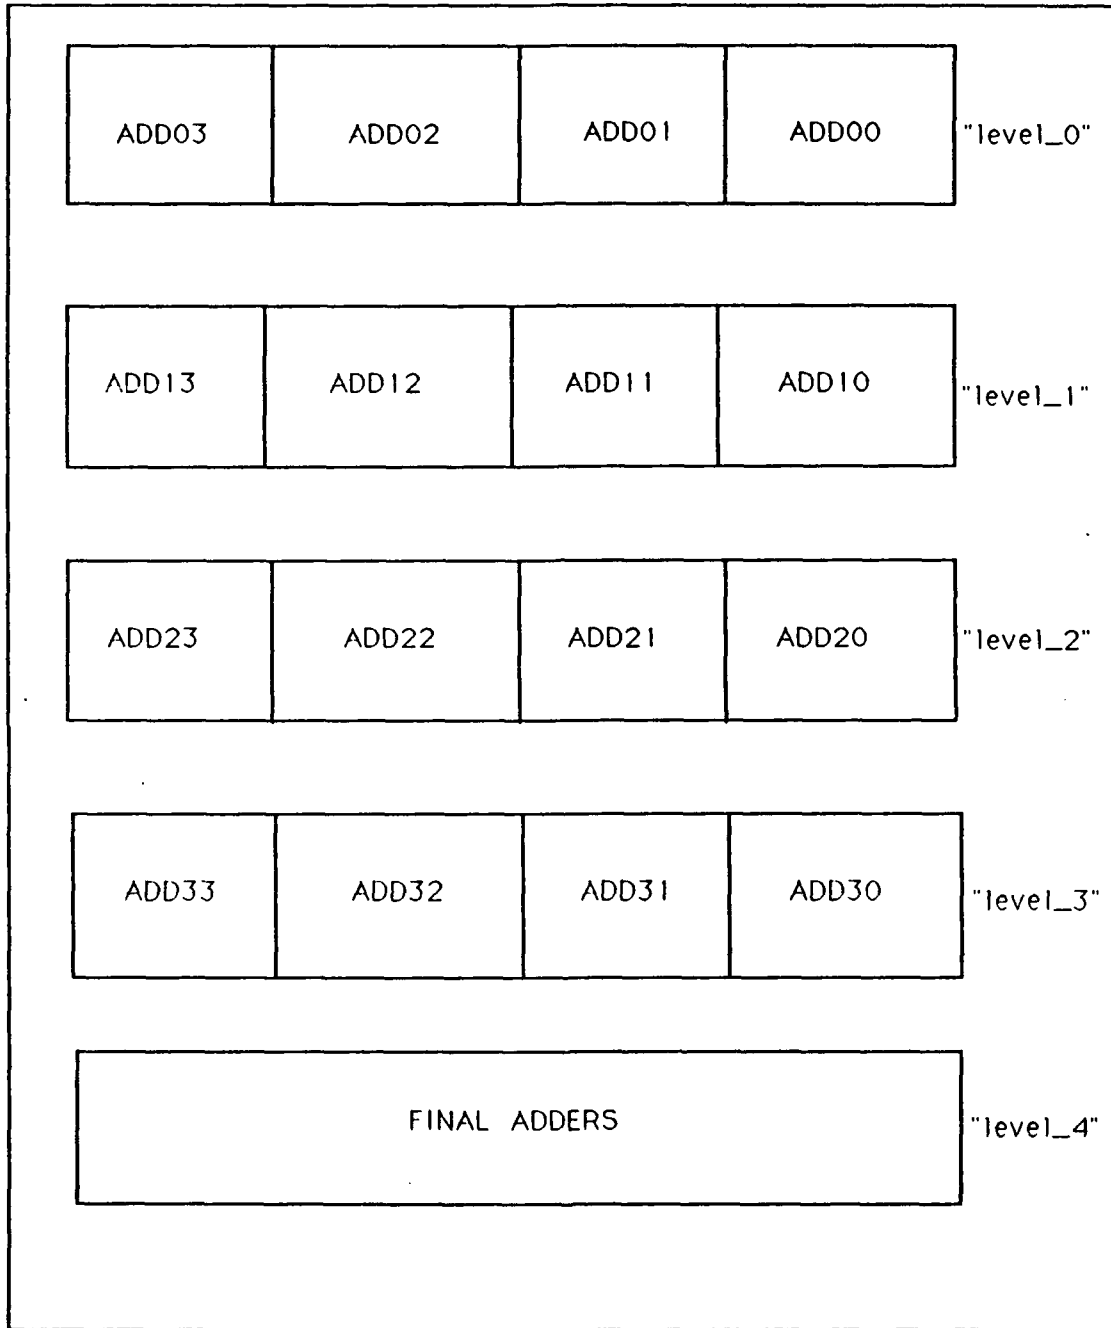 ADD03 ADD02 ADD01 ADD00 "level_0"
ADD13 ADD12 ADD11 ADD10 "level_1"
ADD23 ADD22 ADD21 ADD20 "level_2"
ADD33 ADD32 ADD31 ADD30 "level_3"
FINAL ADDERS "level_4"